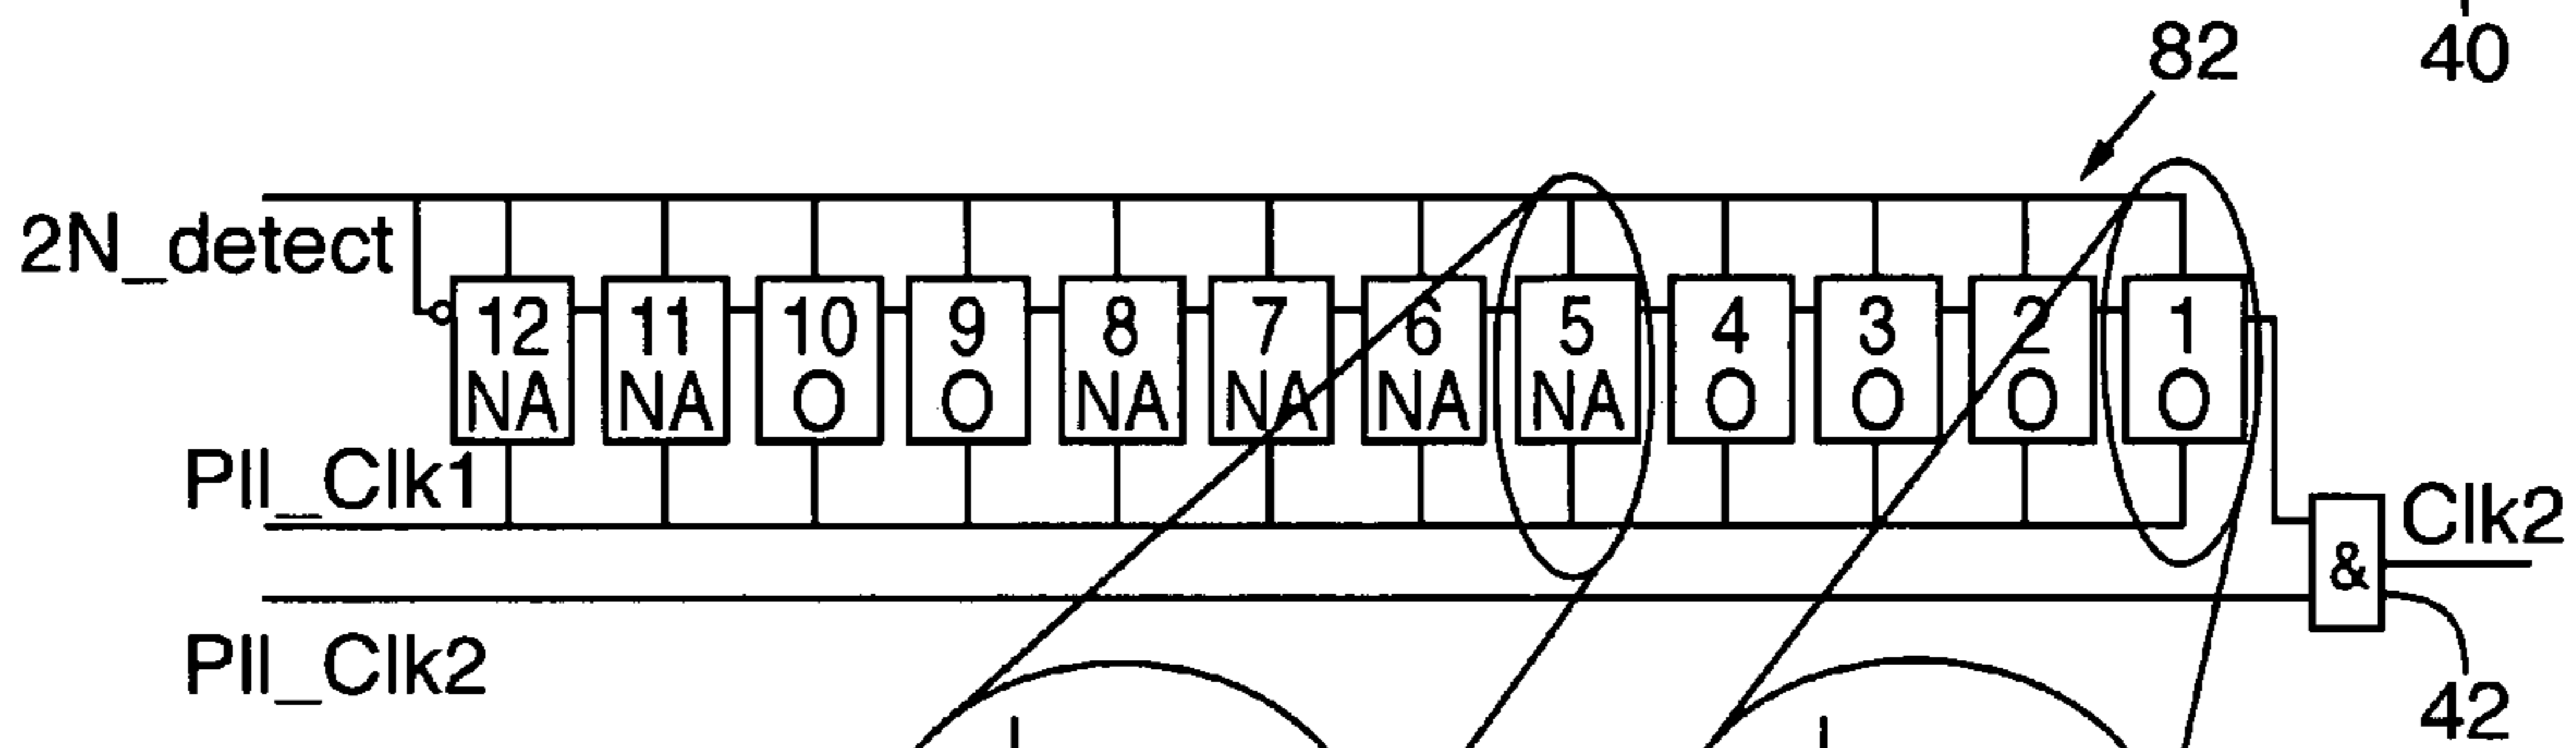 82
40
2N_detect
12 11 10 9 8 7 6 5 4 3 2 1
NA NA O O NA NA NA NA O O O O
Pll_Clk1
Clk2
&
Pll_Clk2
42